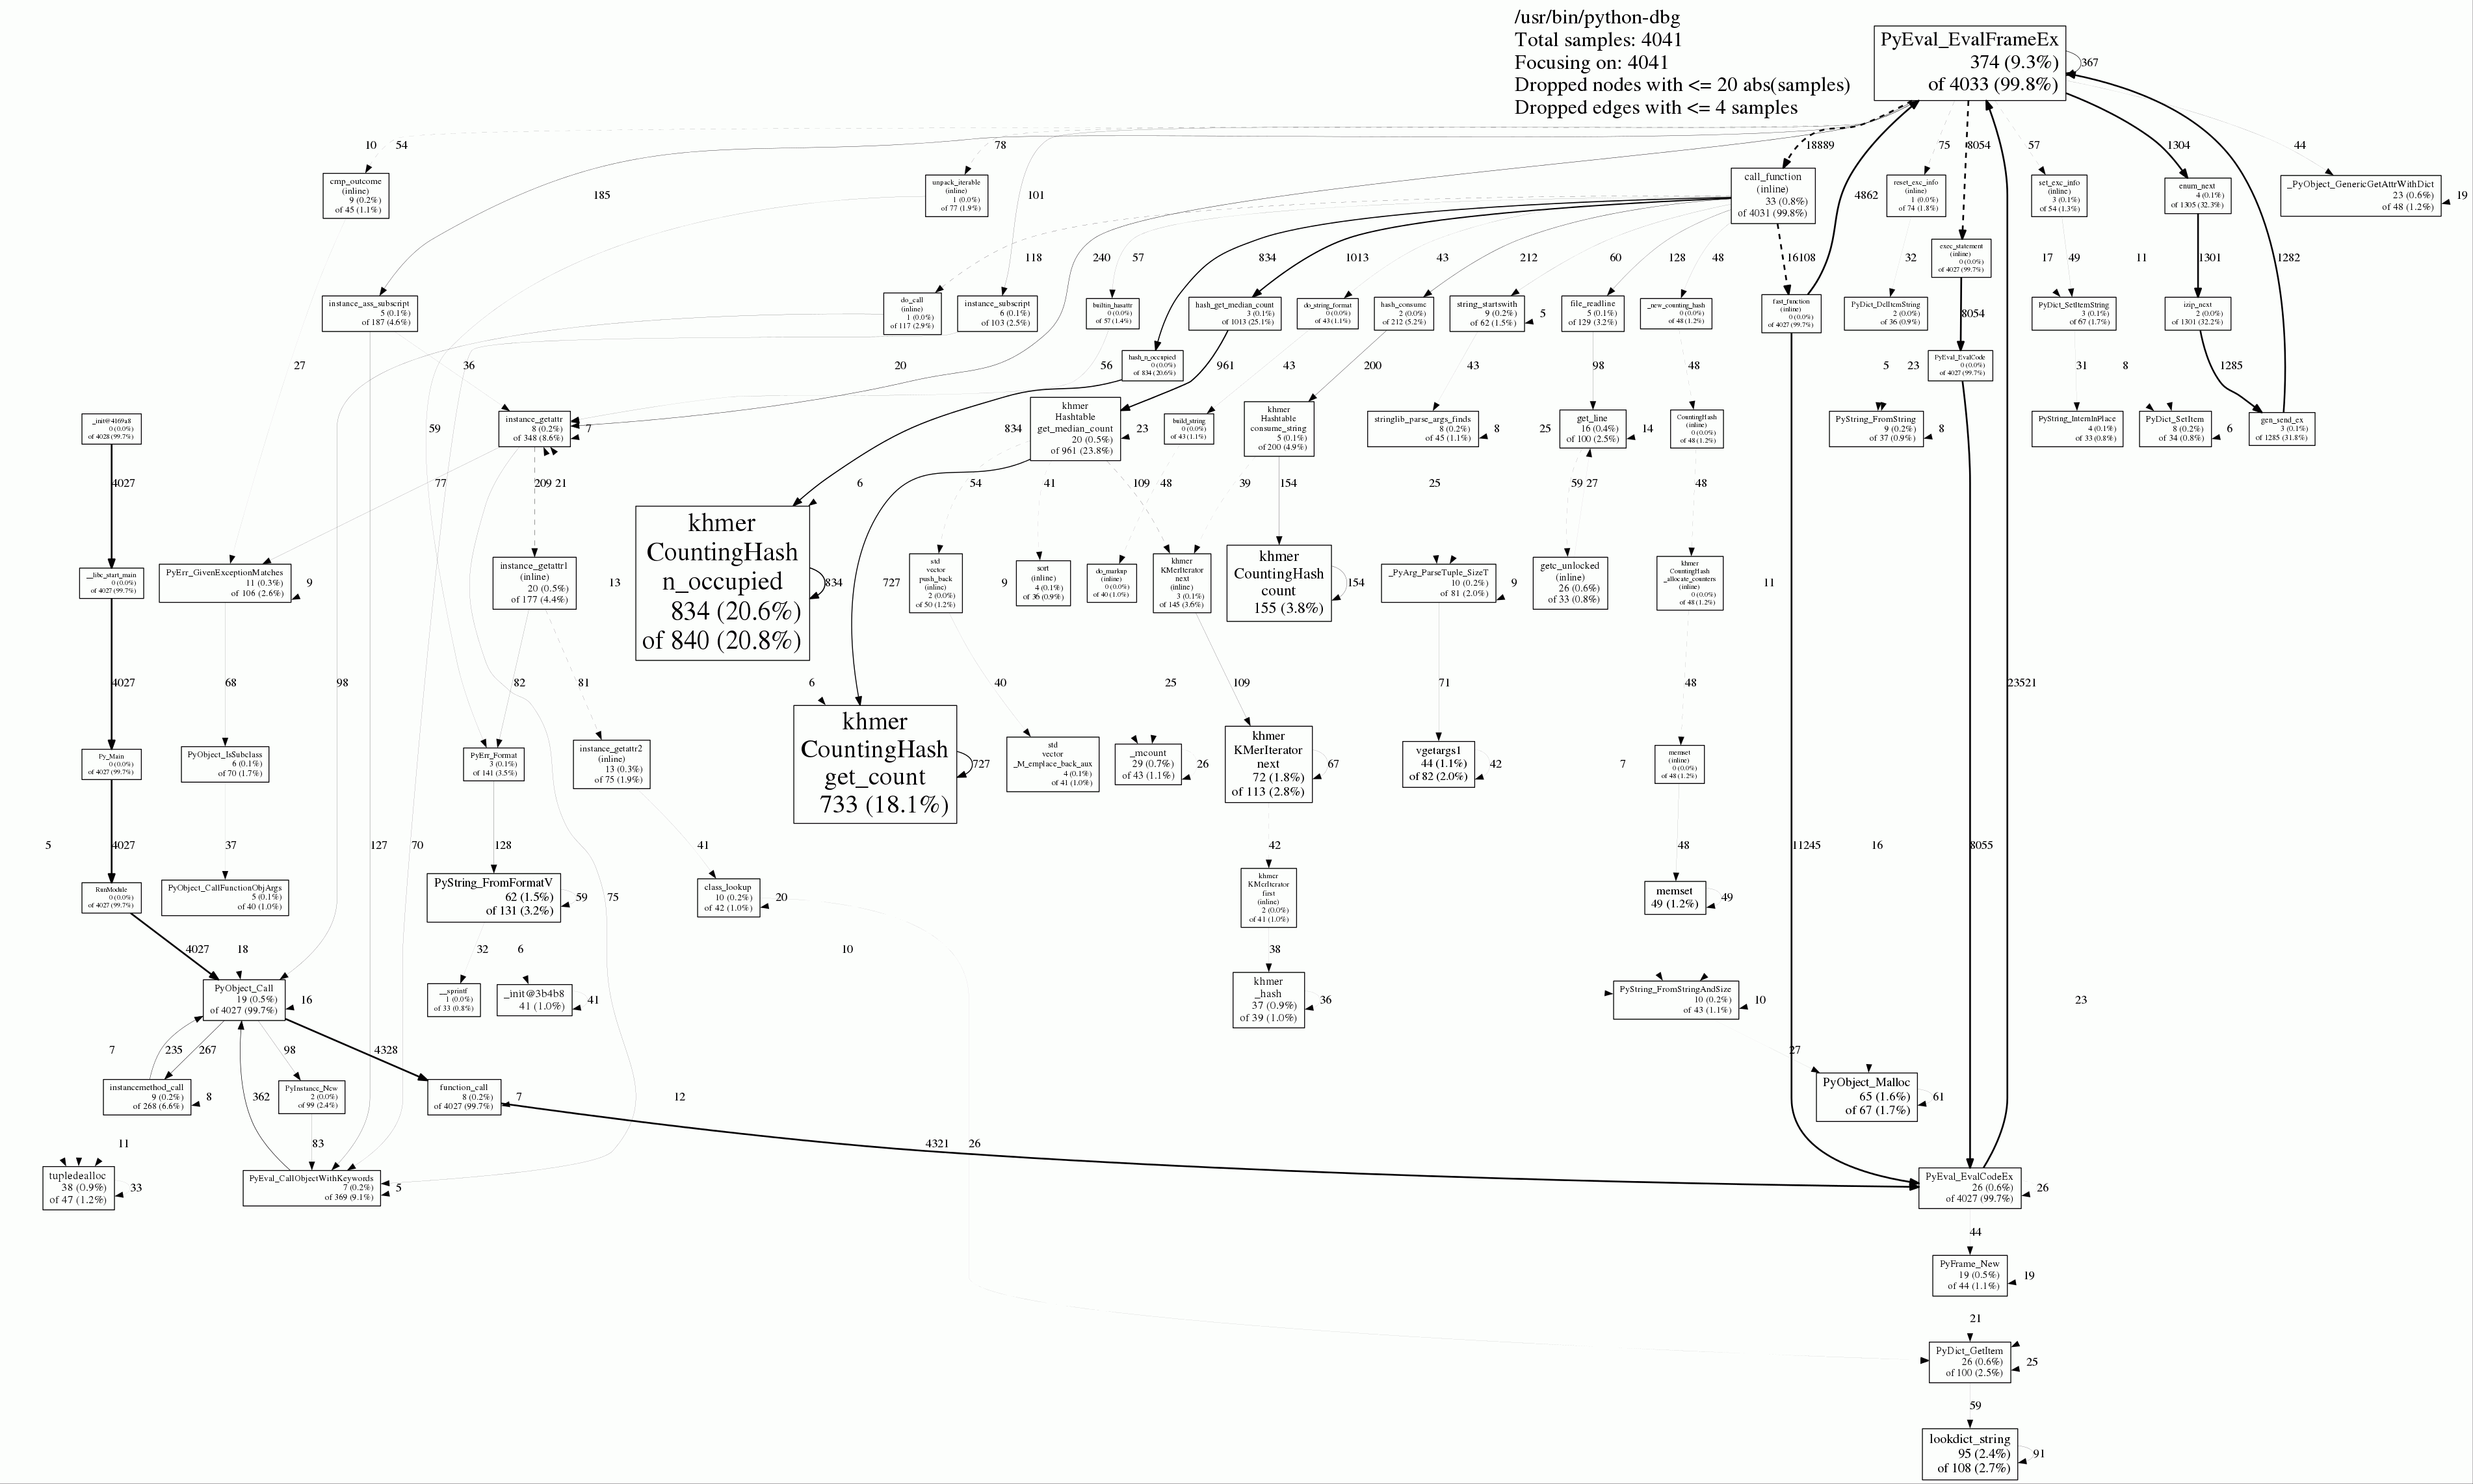 /usr/bin/python-dbg
Total samples: 4041
Focusing on: 4041
Dropped nodes with <= 20 abs(samples)
Dropped edges with <= 4 samples
PyEval_EvalFrameEx
374 (9.3%)
of 4033 (99.8%)
367
10
54
78
18889
75
8054
57
1304
44
cmp_outcome
(inline)
9 (0.2%)
of 45 (1.1%)
185
unpack_iterable
(inline)
1 (0.0%)
of 77 (1.9%)
101
call_function
(inline)
33 (0.8%)
of 4031 (99.8%)
4862
reset_exc_info
(inline)
1 (0.0%)
of 74 (1.8%)
set_exc_info
(inline)
3 (0.1%)
of 54 (1.3%)
enum_next
4 (0.1%)
of 1305 (32.3%)
_PyObject_GenericGetAttrWithDict
23 (0.6%)
of 48 (1.2%)
19
exec_statement
(inline)
0 (0.0%)
of 4027 (99.7%)
118
240
57
834
1013
43
212
60
128
48
16108
32
17
49
11
1301
1282
instance_ass_subscript
5 (0.1%)
of 187 (4.6%)
do_call
(inline)
1 (0.0%)
of 117 (2.9%)
instance_subscript
6 (0.1%)
of 103 (2.5%)
builtin_hasattr
0 (0.0%)
of 57 (1.4%)
hash_get_median_count
3 (0.1%)
of 1013 (25.1%)
do_string_format
0 (0.0%)
of 43 (1.1%)
hash_consume
2 (0.0%)
of 212 (5.2%)
string_startswith
9 (0.2%)
of 62 (1.5%)
5
file_readline
5 (0.1%)
of 129 (3.2%)
_new_counting_hash
0 (0.0%)
of 48 (1.2%)
fast_function
(inline)
0 (0.0%)
of 4027 (99.7%)
PyDict_DelItemString
2 (0.0%)
of 36 (0.9%)
8054
PyDict_SetItemString
3 (0.1%)
of 67 (1.7%)
izip_next
2 (0.0%)
of 1301 (32.2%)
27
36
20
56
hash_n_occupied
0 (0.0%)
of 834 (20.6%)
961
43
200
43
98
48
5
23
PyEval_EvalCode
0 (0.0%)
of 4027 (99.7%)
31
8
1285
_init@4169a8
0 (0.0%)
of 4028 (99.7%)
59
instance_getattr
8 (0.2%)
of 348 (8.6%)
7
834
khmer
Hashtable
get_median_count
20 (0.5%)
of 961 (23.8%)
23
build_string
0 (0.0%)
of 43 (1.1%)
khmer
Hashtable
consume_string
5 (0.1%)
of 200 (4.9%)
stringlib_parse_args_finds
8 (0.2%)
of 45 (1.1%)
8
25
get_line
16 (0.4%)
of 100 (2.5%)
14
CountingHash
(inline)
0 (0.0%)
of 48 (1.2%)
PyString_FromString
9 (0.2%)
of 37 (0.9%)
8
PyString_InternInPlace
4 (0.1%)
of 33 (0.8%)
PyDict_SetItem
8 (0.2%)
of 34 (0.8%)
6
gen_send_ex
3 (0.1%)
of 1285 (31.8%)
4027
77
209
21
6
54
41
109
48
39
154
25
59
27
48
__libc_start_main
0 (0.0%)
of 4027 (99.7%)
PyErr_GivenExceptionMatches
11 (0.3%)
of 106 (2.6%)
9
instance_getattr1
(inline)
20 (0.5%)
of 177 (4.4%)
13
khmer
CountingHash
n_occupied
834 (20.6%)
of 840 (20.8%)
834
727
std
vector
push_back
(inline)
2 (0.0%)
of 50 (1.2%)
9
sort
(inline)
4 (0.1%)
of 36 (0.9%)
do_markup
(inline)
0 (0.0%)
of 40 (1.0%)
khmer
KMerIterator
next
(inline)
3 (0.1%)
of 145 (3.6%)
khmer
CountingHash
count
155 (3.8%)
154
_PyArg_ParseTuple_SizeT
10 (0.2%)
of 81 (2.0%)
9
getc_unlocked
(inline)
26 (0.6%)
of 33 (0.8%)
khmer
CountingHash
_allocate_counters
(inline)
0 (0.0%)
of 48 (1.2%)
11
4027
68
98
82
81
6
40
25
109
71
48
23521
Py_Main
0 (0.0%)
of 4027 (99.7%)
PyObject_IsSubclass
6 (0.1%)
of 70 (1.7%)
PyErr_Format
3 (0.1%)
of 141 (3.5%)
instance_getattr2
(inline)
13 (0.3%)
of 75 (1.9%)
khmer
CountingHash
get_count
733 (18.1%)
727
std
vector
_M_emplace_back_aux
4 (0.1%)
of 41 (1.0%)
_mcount
29 (0.7%)
of 43 (1.1%)
26
khmer
KMerIterator
next
72 (1.8%)
of 113 (2.8%)
67
vgetargs1
44 (1.1%)
of 82 (2.0%)
42
7
memset
(inline)
0 (0.0%)
of 48 (1.2%)
5
4027
37
127
70
128
41
42
48
11245
16
8055
RunModule
0 (0.0%)
of 4027 (99.7%)
PyObject_CallFunctionObjArgs
5 (0.1%)
of 40 (1.0%)
PyString_FromFormatV
62 (1.5%)
of 131 (3.2%)
59
75
class_lookup
10 (0.2%)
of 42 (1.0%)
20
khmer
KMerIterator
first
(inline)
2 (0.0%)
of 41 (1.0%)
memset
49 (1.2%)
49
4027
18
32
6
10
38
PyObject_Call
19 (0.5%)
of 4027 (99.7%)
16
__sprintf
1 (0.0%)
of 33 (0.8%)
_init@3b4b8
41 (1.0%)
41
khmer
_hash
37 (0.9%)
of 39 (1.0%)
36
PyString_FromStringAndSize
10 (0.2%)
of 43 (1.1%)
10
23
7
235
267
98
4328
27
instancemethod_call
9 (0.2%)
of 268 (6.6%)
8
362
PyInstance_New
2 (0.0%)
of 99 (2.4%)
function_call
8 (0.2%)
of 4027 (99.7%)
7
12
PyObject_Malloc
65 (1.6%)
of 67 (1.7%)
61
11
83
4321
26
tupledealloc
38 (0.9%)
of 47 (1.2%)
33
PyEval_CallObjectWithKeywords
7 (0.2%)
of 369 (9.1%)
5
PyEval_EvalCodeEx
26 (0.6%)
of 4027 (99.7%)
26
44
PyFrame_New
19 (0.5%)
of 44 (1.1%)
19
21
PyDict_GetItem
26 (0.6%)
of 100 (2.5%)
25
59
lookdict_string
95 (2.4%)
of 108 (2.7%)
91